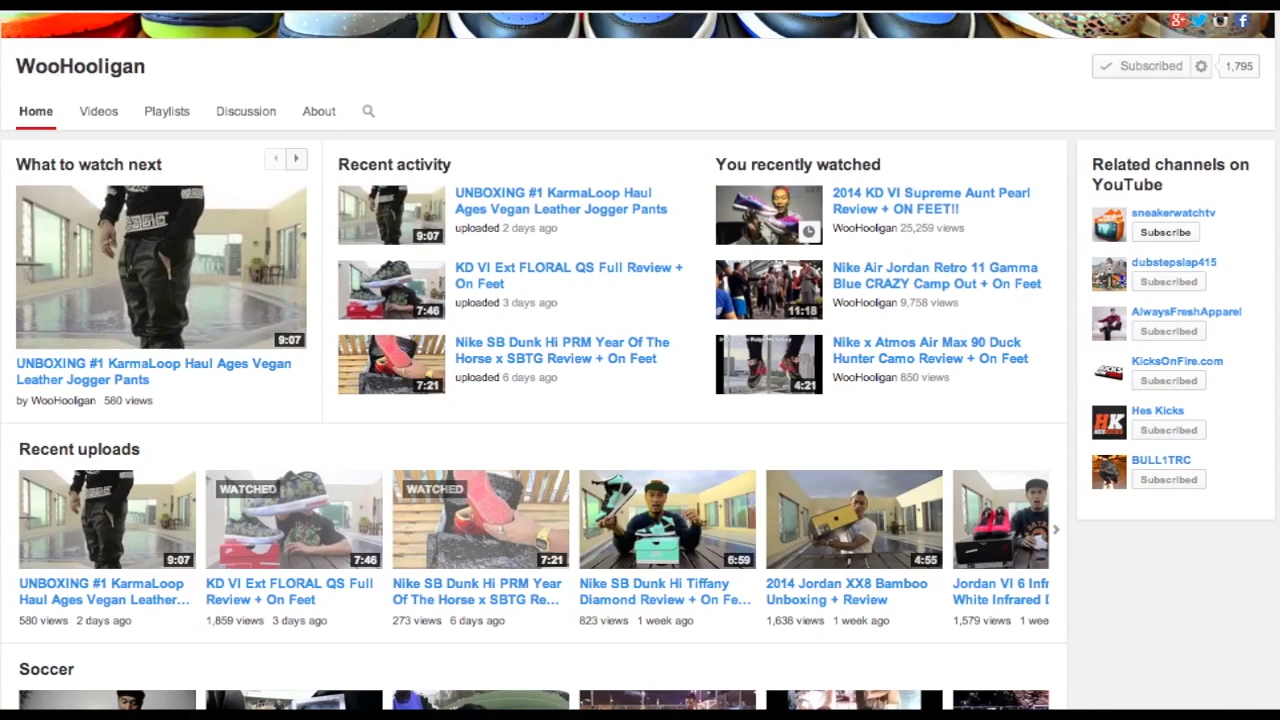 WooHooligan
Subscribed
1,795
Home Videos Playlists Discussion About
What to watch next
9:07
UNBOXING #1 KarmaLoop Haul Ages Vegan
Leather Jogger Pants
by WooHooligan 580 views
Recent activity
9:07
UNBOXING #1 KarmaLoop Haul
Ages Vegan Leather Jogger Pants
uploaded 2 days ago
7:46
KD VI Ext FLORAL QS Full Review +
On Feet
uploaded 3 days ago
7:21
Nike SB Dunk Hi PRM Year Of The
Horse x SBTG Review + On Feet
uploaded 6 days ago
You recently watched
2014 KD VI Supreme Aunt Pearl
Review + ON FEET!!
WooHooligan 25,259 views
11:18
Nike Air Jordan Retro 11 Gamma
Blue CRAZY Camp Out + On Feet
WooHooligan 9,758 views
4:21
Nike x Atmos Air Max 90 Duck
Hunter Camo Review + On Feet
WooHooligan 850 views
Related channels on
YouTube
sneakerwatchtv
Subscribe
dubstepslap415
Subscribed
AlwaysFreshApparel
Subscribed
KicksOnFire.com
Subscribed
HK
Hes Kicks
Subscribed
BULL1TRC
Subscribed
Recent uploads
9:07
UNBOXING #1 KarmaLoop
Haul Ages Vegan Leather...
580 views 2 days ago
WATCHED
7:46
KD VI Ext FLORAL QS Full
Review + On Feet
1,859 views 3 days ago
WATCHED
7:21
Nike SB Dunk Hi PRM Year
Of The Horse x SBTG Re...
273 views 6 days ago
6:59
Nike SB Dunk Hi Tiffany
Diamond Review + On Fe...
823 views 1 week ago
4:55
2014 Jordan XX8 Bamboo
Unboxing + Review
1,638 views 1 week ago
Jordan VI 6 Infr
White Infrared
1,579 views 1 wee
Soccer